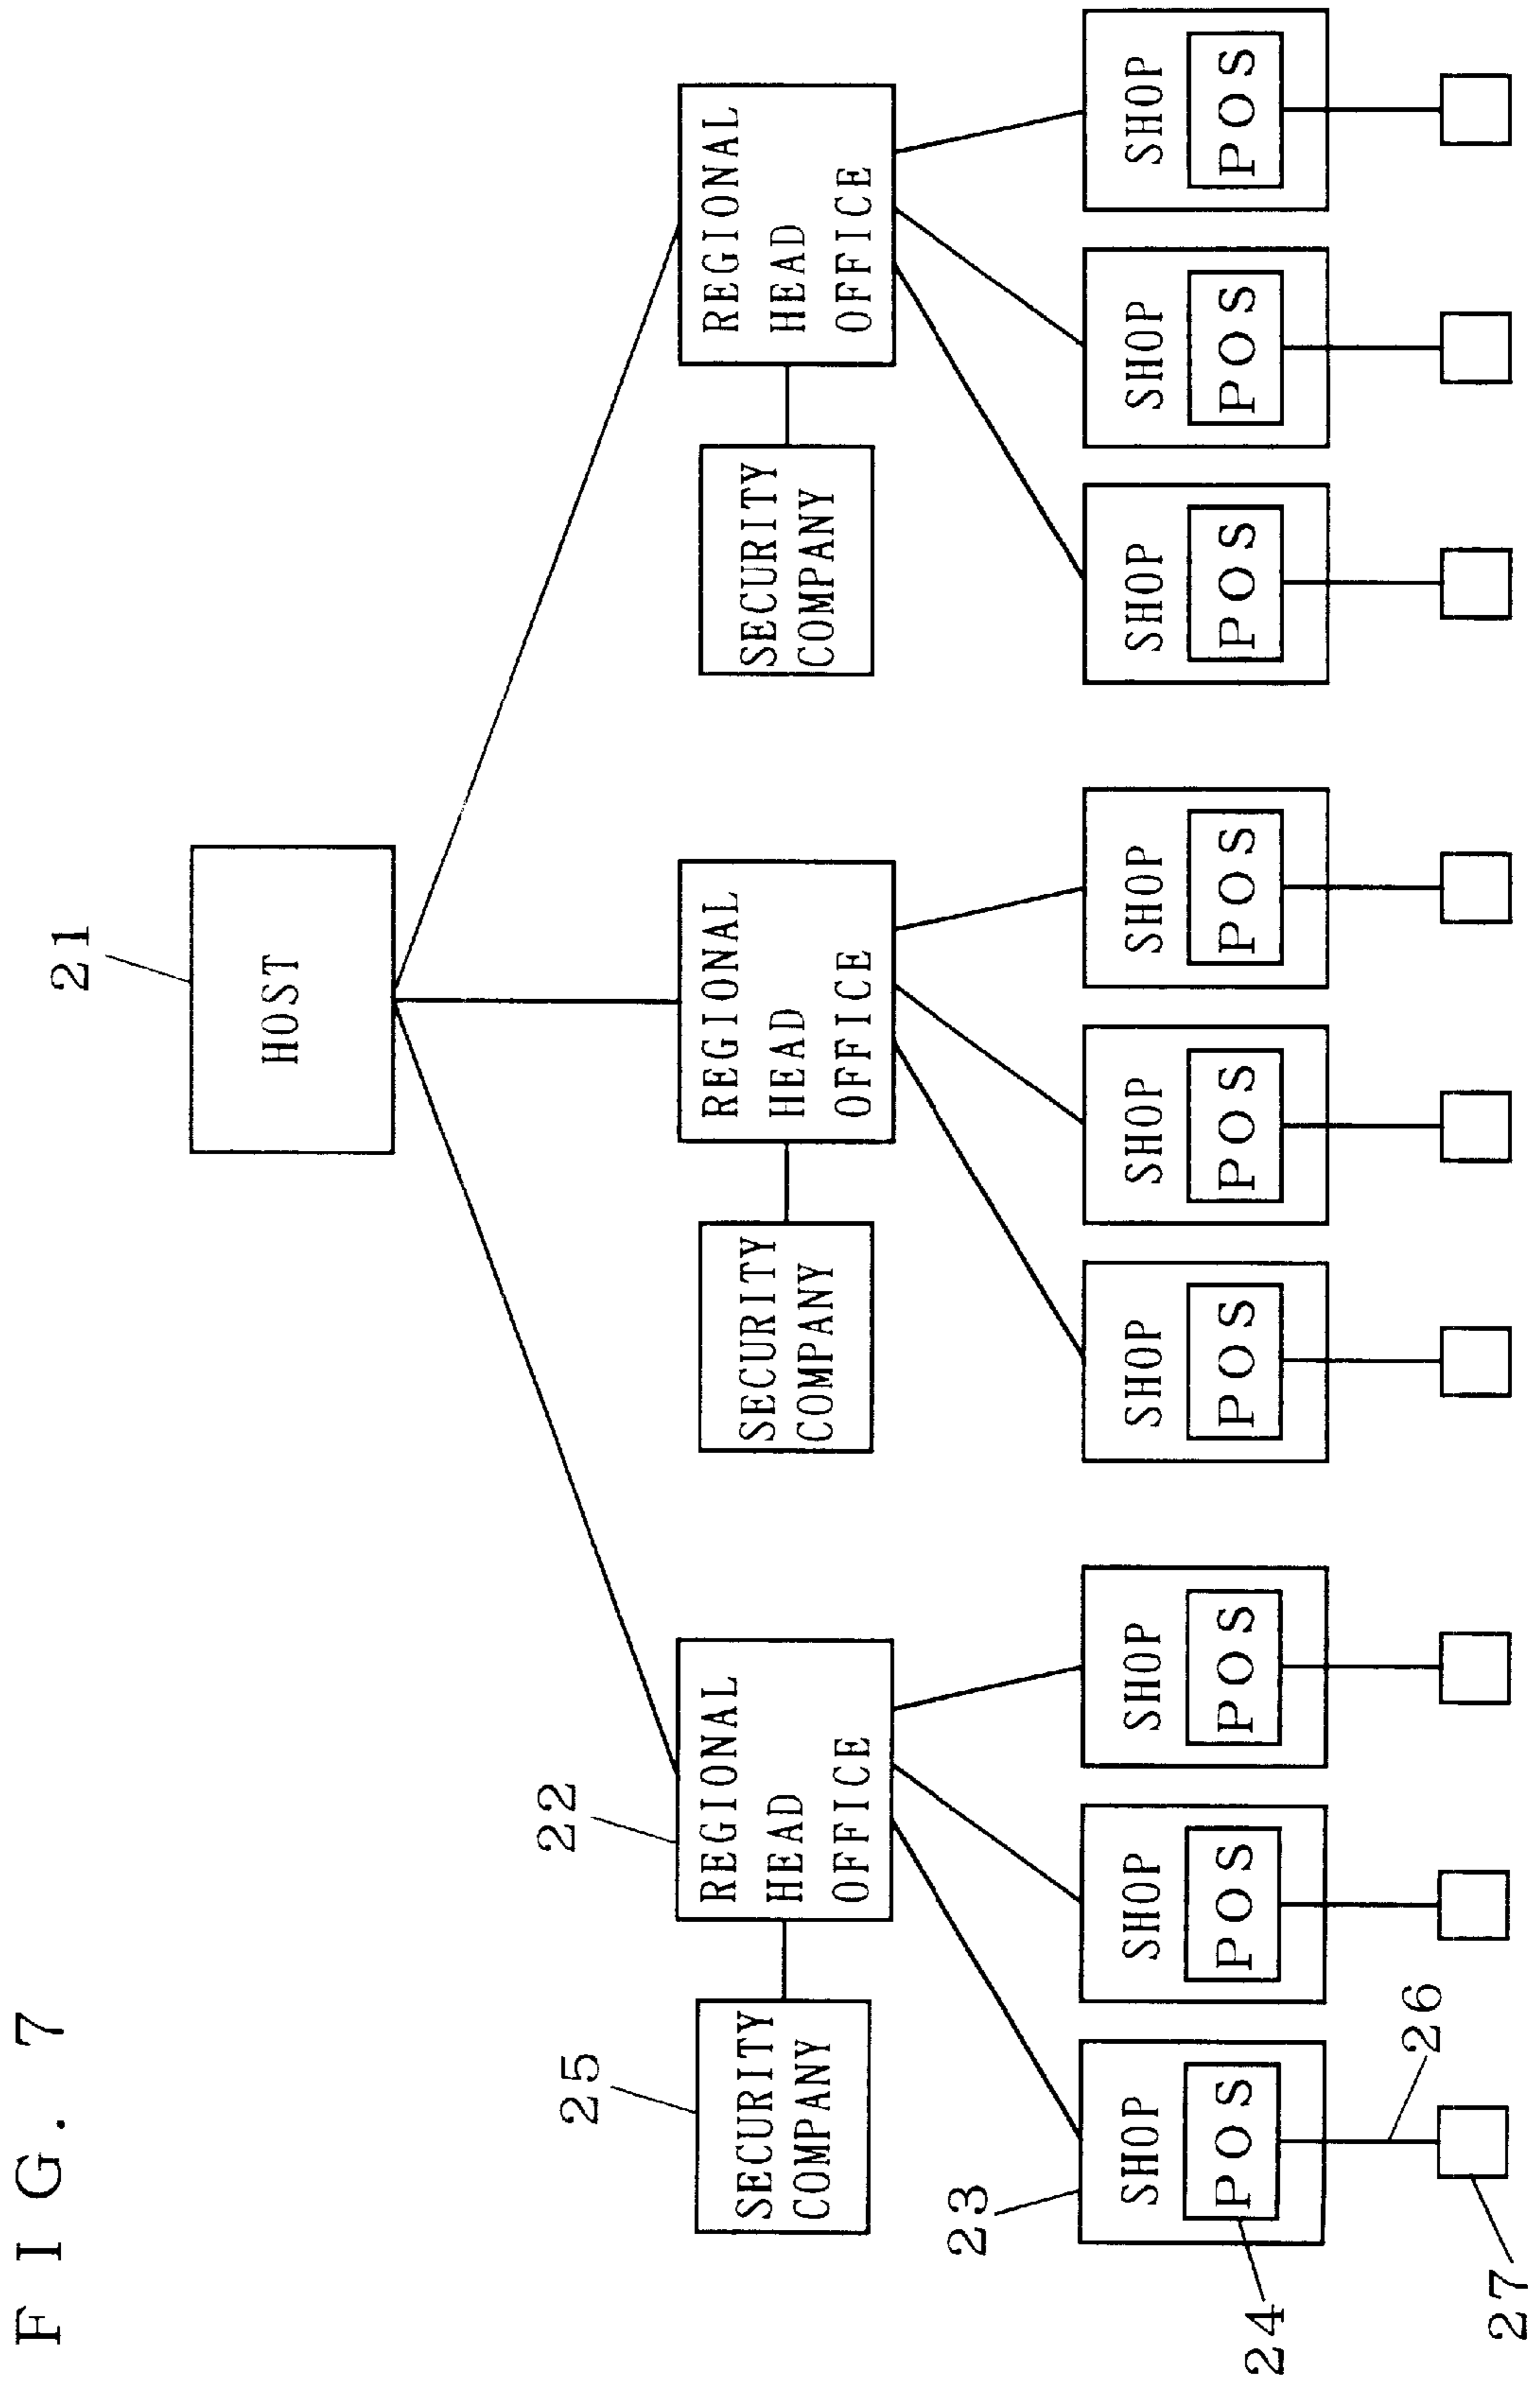 FIG. 7
21
HOST
22
REGIONAL
HEAD
OFFICE
REGIONAL
HEAD
OFFICE
REGIONAL
HEAD
OFFICE
25
SECURITY
COMPANY
SECURITY
COMPANY
SECURITY
COMPANY
23
SHOP
POS
SHOP
POS
SHOP
POS
SHOP
POS
SHOP
POS
SHOP
POS
SHOP
POS
SHOP
POS
SHOP
POS
24
26
27